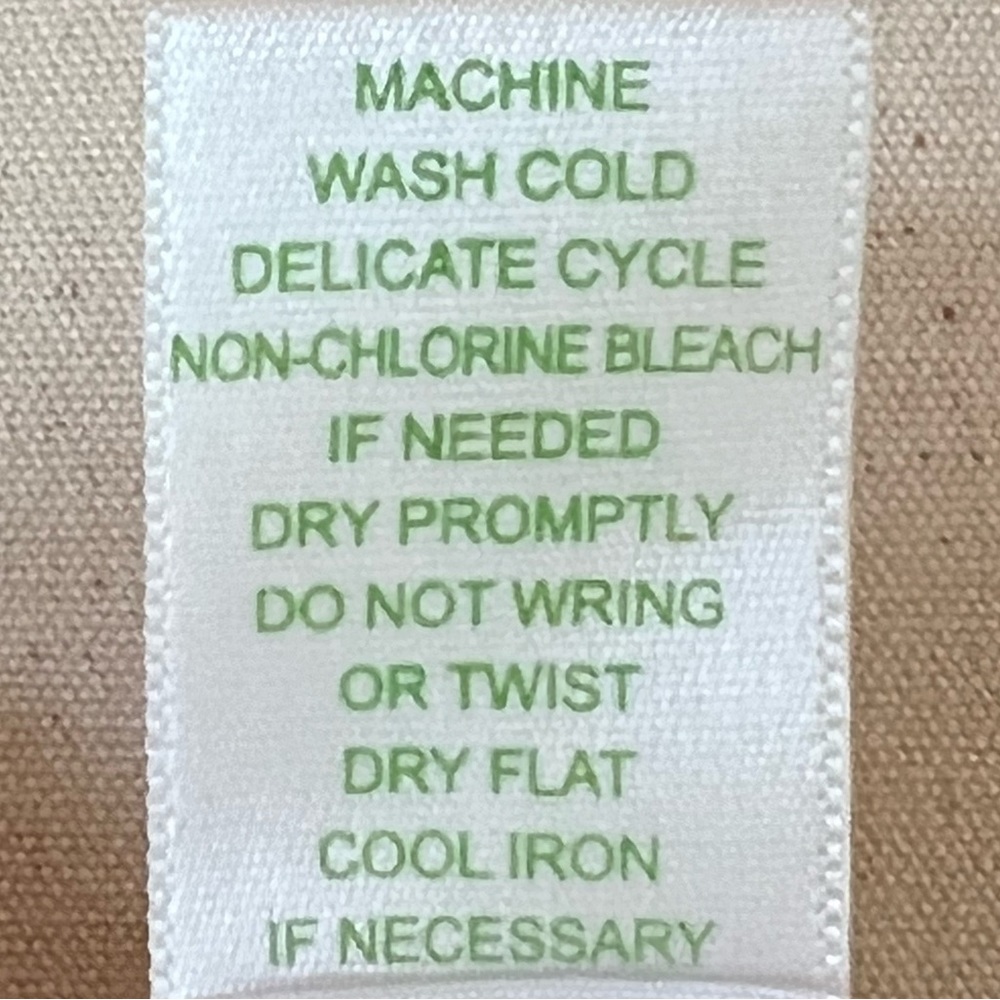 MACHINE
WASH COLD
DELICATE CYCLE
NON-CHLORINE BLEACH
IF NEEDED
DRY PROMPTLY
DO NOT WRING
OR TWIST
DRY FLAT
COOL IRON
IF NECESSARY